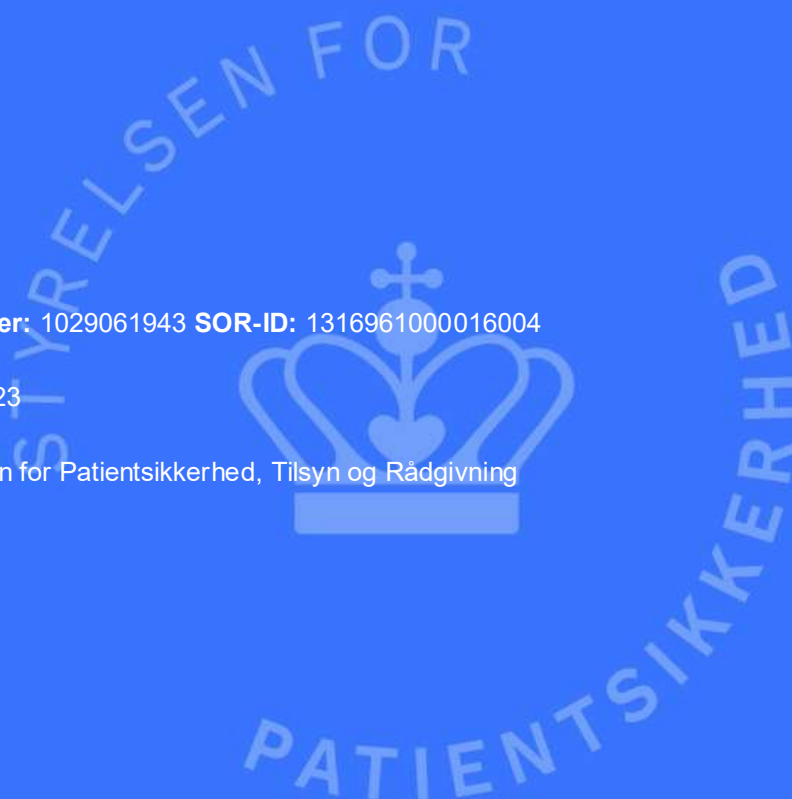 STYRELSEN FOR
er: 1029061943 SOR-ID: 1316961000016004
23
n for Patientsikkerhed, Tilsyn og Rådgivning
PATIENTSIKKERHED